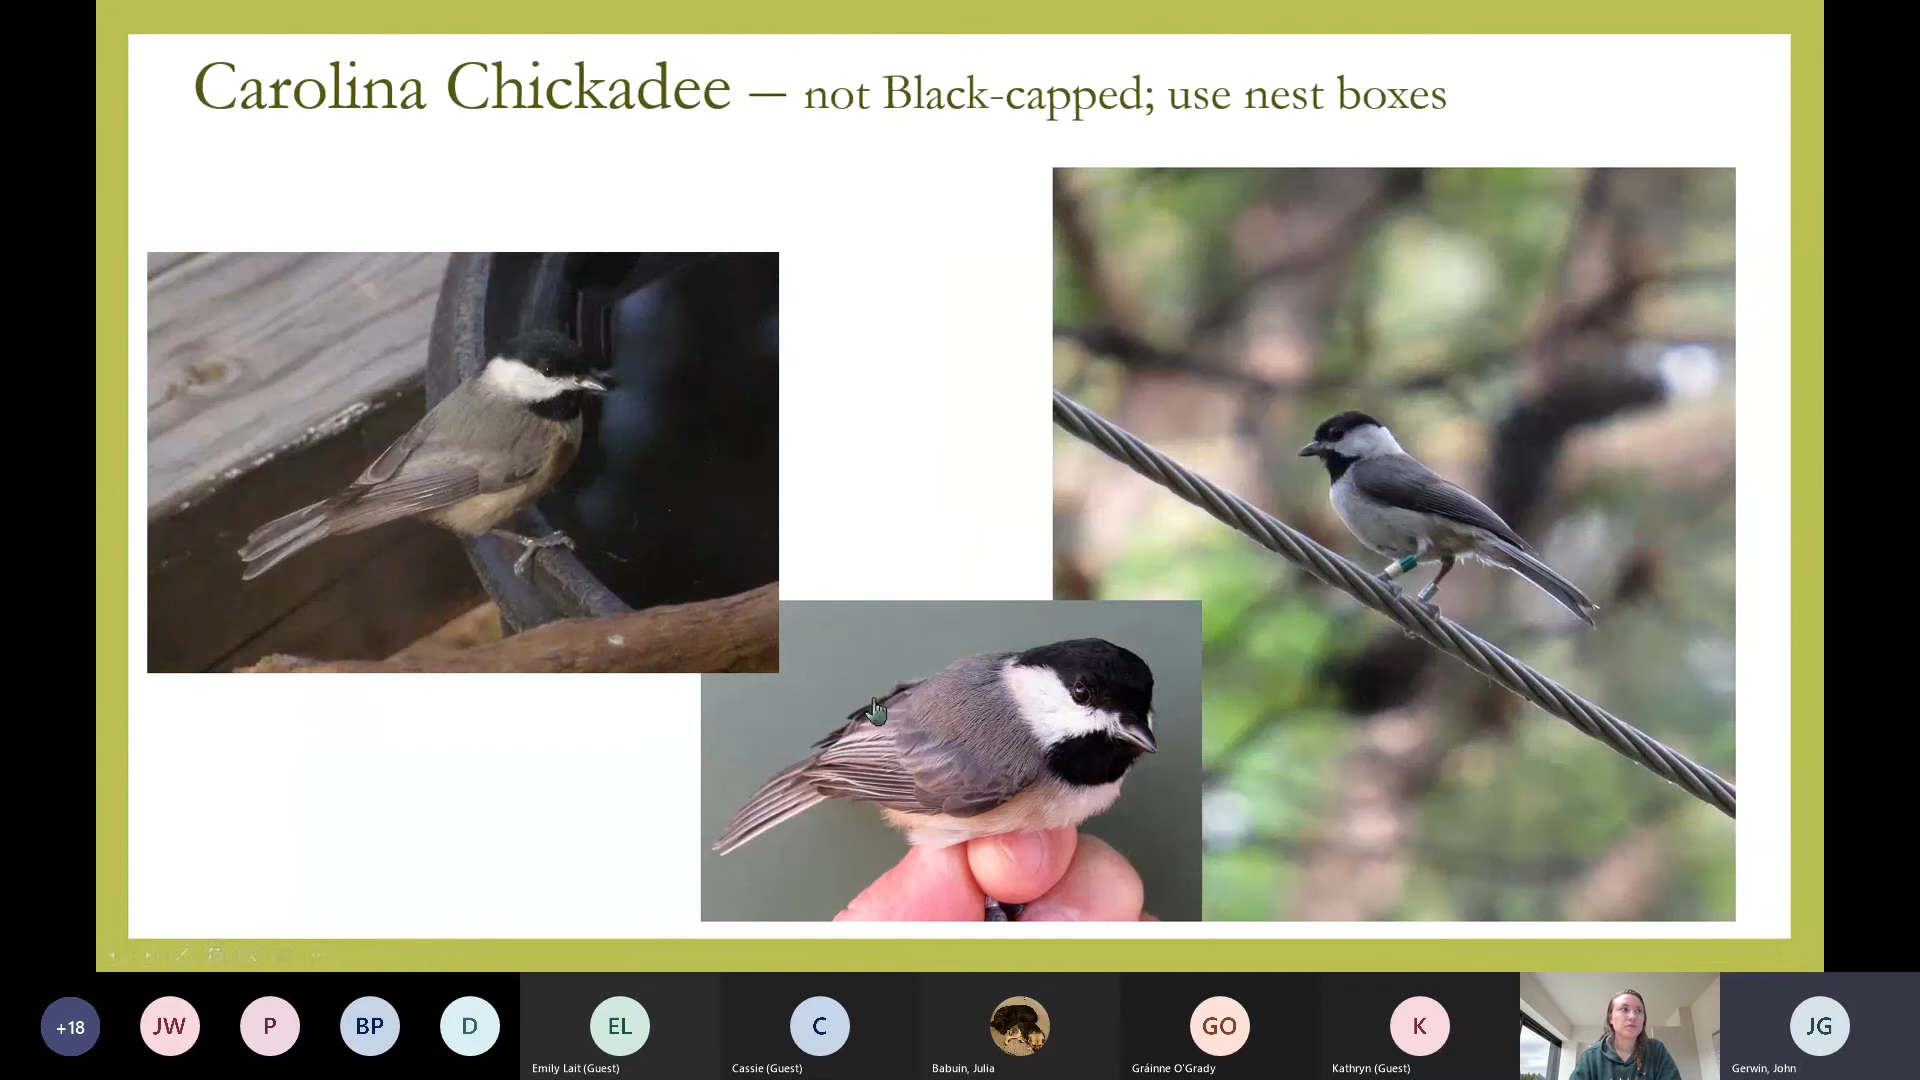 Carolina Chickadee — not Black-capped; use nest boxes
+18
JW
P
BP
D
EL
C
GO
K
JG
Emily Lait (Guest)
Cassie (Guest)
Babuin, Julia
Gráinne O'Grady
Kathryn (Guest)
Gerwin, John